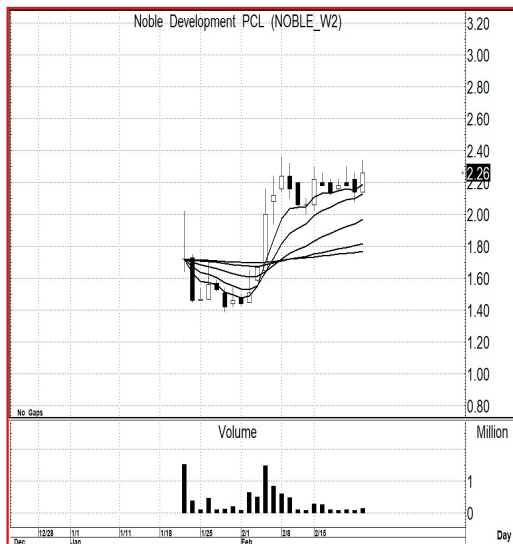 Noble Development PCL (NOBLE_W2)
3.20
3.00
2.80
2.60
2.40
2.26
2.20
2.00
1.80
1.60
1.40
1.20
1.00
0.80
No Gaps
Volume
Million
1
0
12/28 1/1 1/11 1/18 1/25 2/1 2/8 2/15
Dec Jan Feb
Day